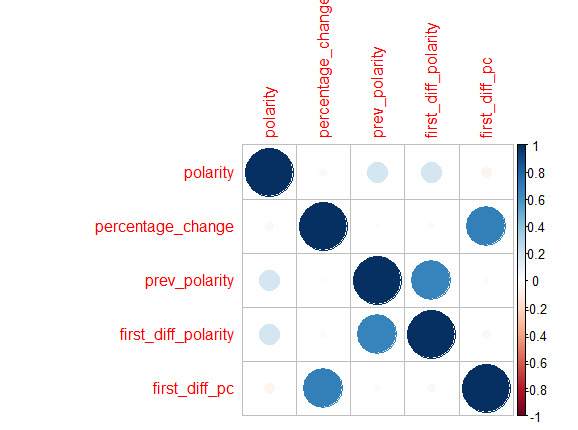 polarity
percentage_change
prev_polarity
first_diff_polarity
first_diff_pc
polarity
percentage_change
prev_polarity
first_diff_polarity
first_diff_pc
1
0.8
0.6
0.4
0.2
0
-0.2
-0.4
-0.6
-0.8
-1